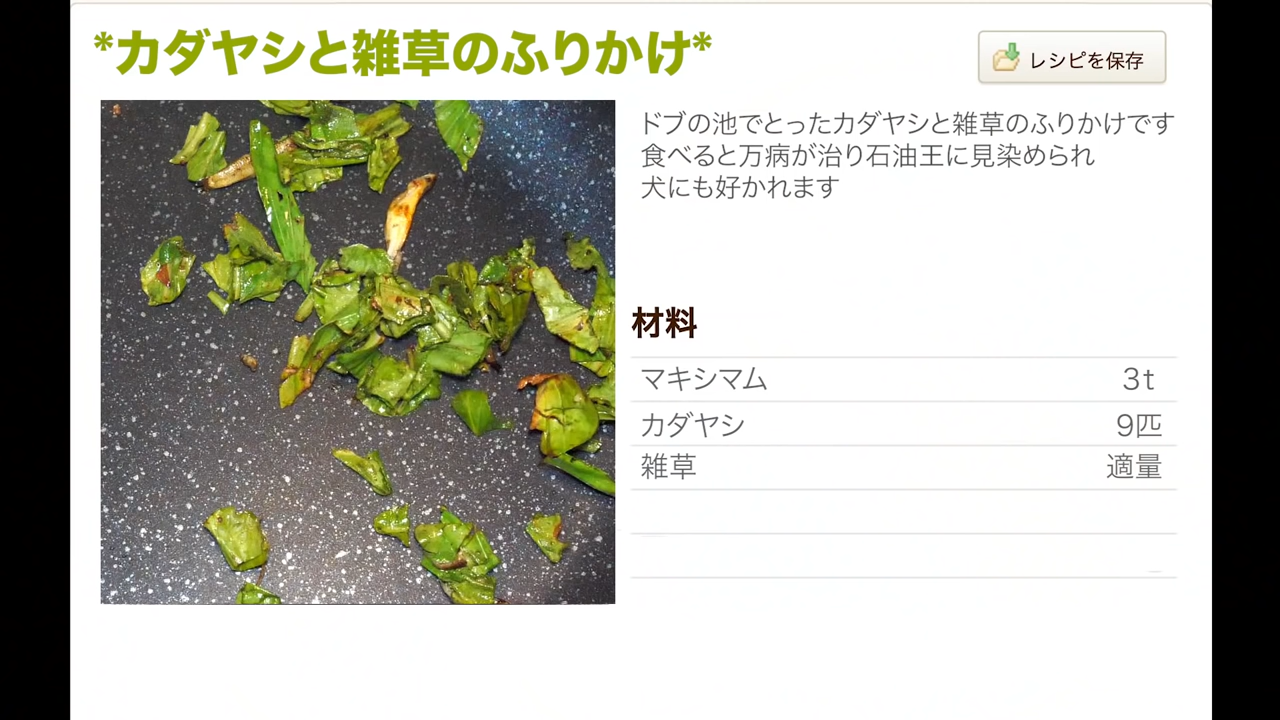 *カダヤシと雑草のふりかけ*
レシピを保存
ドブの池でとったカダヤシと雑草のふりかけです
食べると万病が治り石油王に見染められ
犬にも好かれます
材料
マキシマム 3t
カダヤシ 9匹
雑草 適量